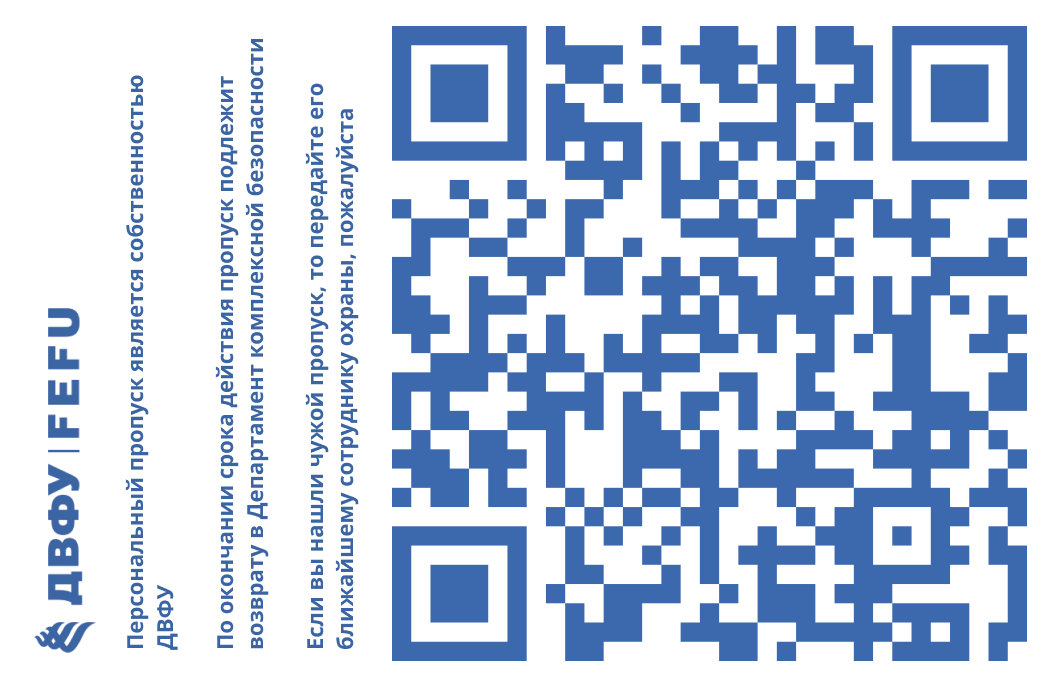 ДВФУ | FEFU
Персональный пропуск является собственностью
ДВФУ
По окончании срока действия пропуск подлежит
возврату в Департамент комплексной безопасности
Если вы нашли чужой пропуск, то передайте его
ближайшему сотруднику охраны, пожалуйста